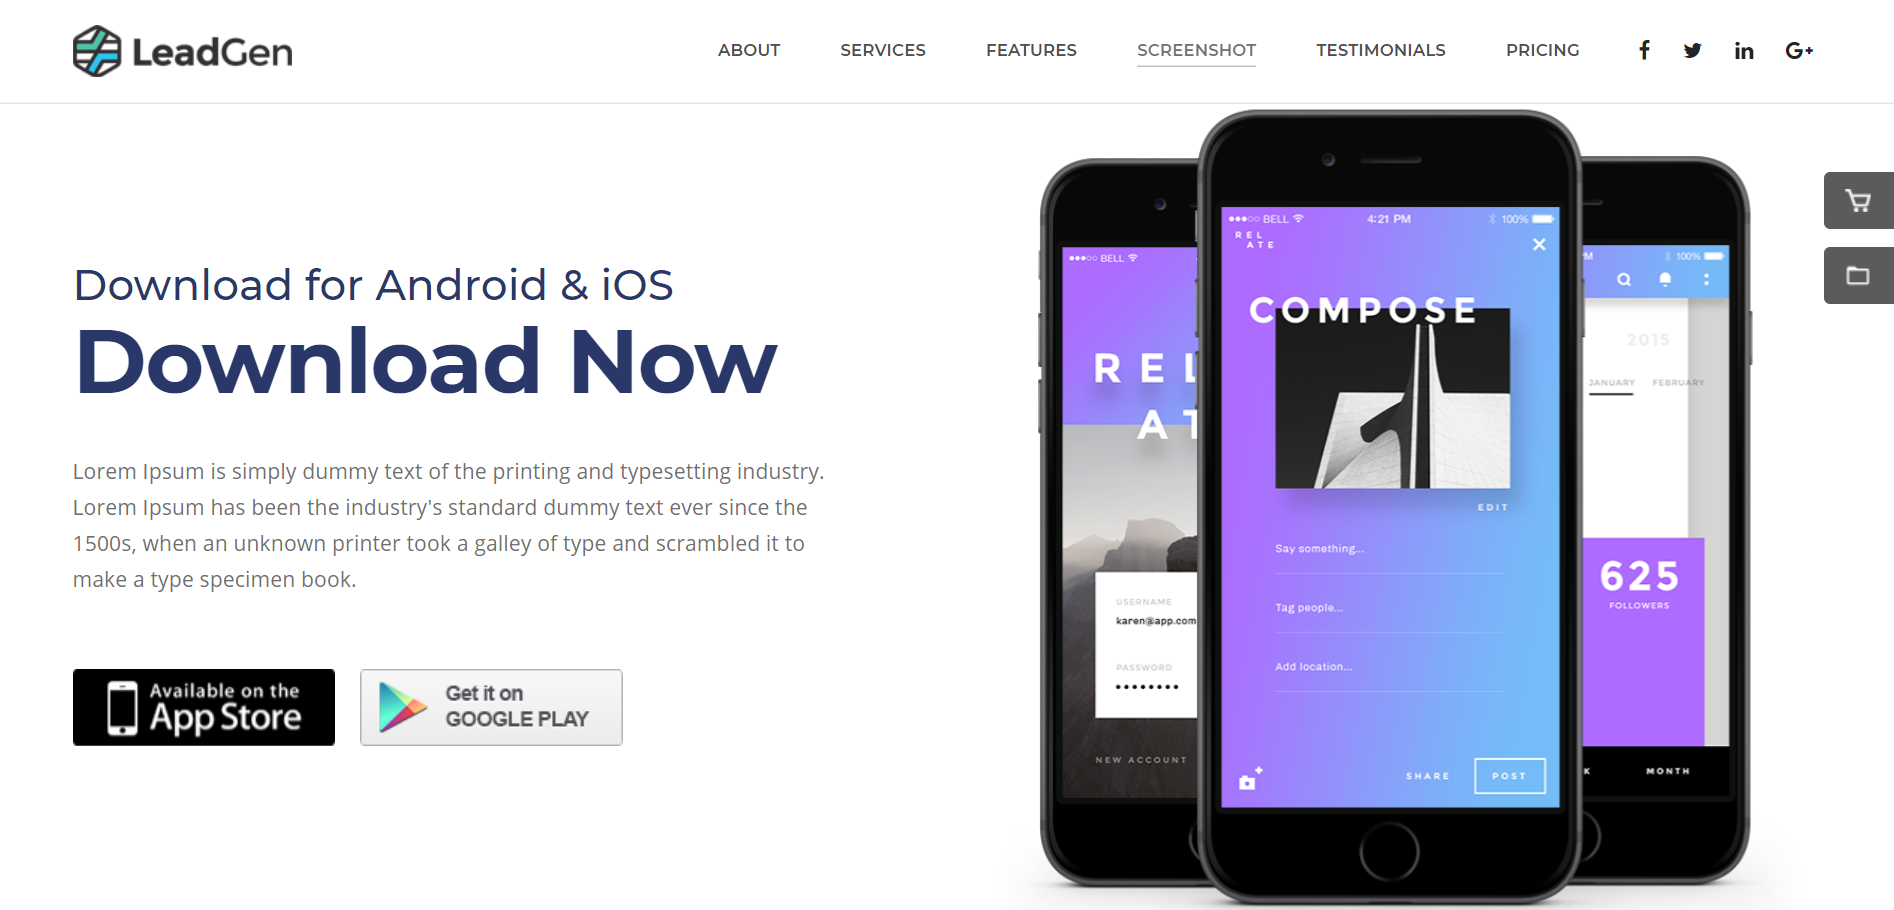 LeadGen
ABOUT
SERVICES
FEATURES
SCREENSHOT
TESTIMONIALS
PRICING
Download for Android & iOS
Download Now
Lorem Ipsum is simply dummy text of the printing and typesetting industry.
Lorem Ipsum has been the industry's standard dummy text ever since the
1500s, when an unknown printer took a galley of type and scrambled it to
make a type specimen book.
Available on the
App Store
Get it on
GOOGLE PLAY
BELL
REL
AT
USERNAME
karen@app.com
PASSWORD
NEW ACCOUNT
BELL
4:21 PM
100%
REL
ATE
COMPOSE
EDIT
Say something...
Tag people...
Add location...
SHARE
POST
100%
2015
JANUARY
FEBRUARY
625
FOLLOWERS
MONTH